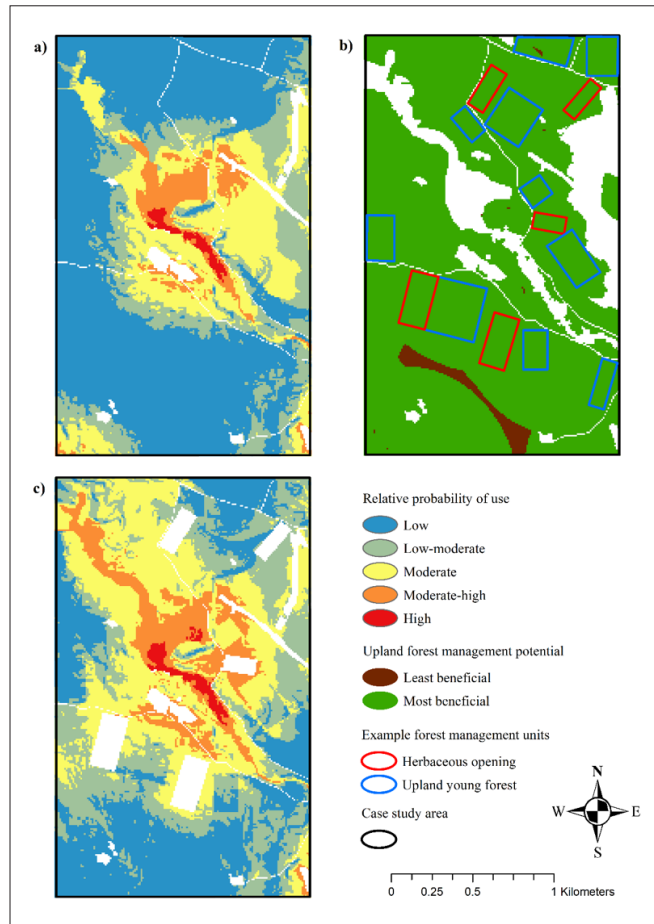 a)
b)
c)
Relative probability of use
Low
Low-moderate
Moderate
Moderate-high
High
Upland forest management potential
Least beneficial
Most beneficial
Example forest management units
Herbaceous opening
Upland young forest
Case study area
N
W E
S
0 0.25 0.5 1 Kilometers